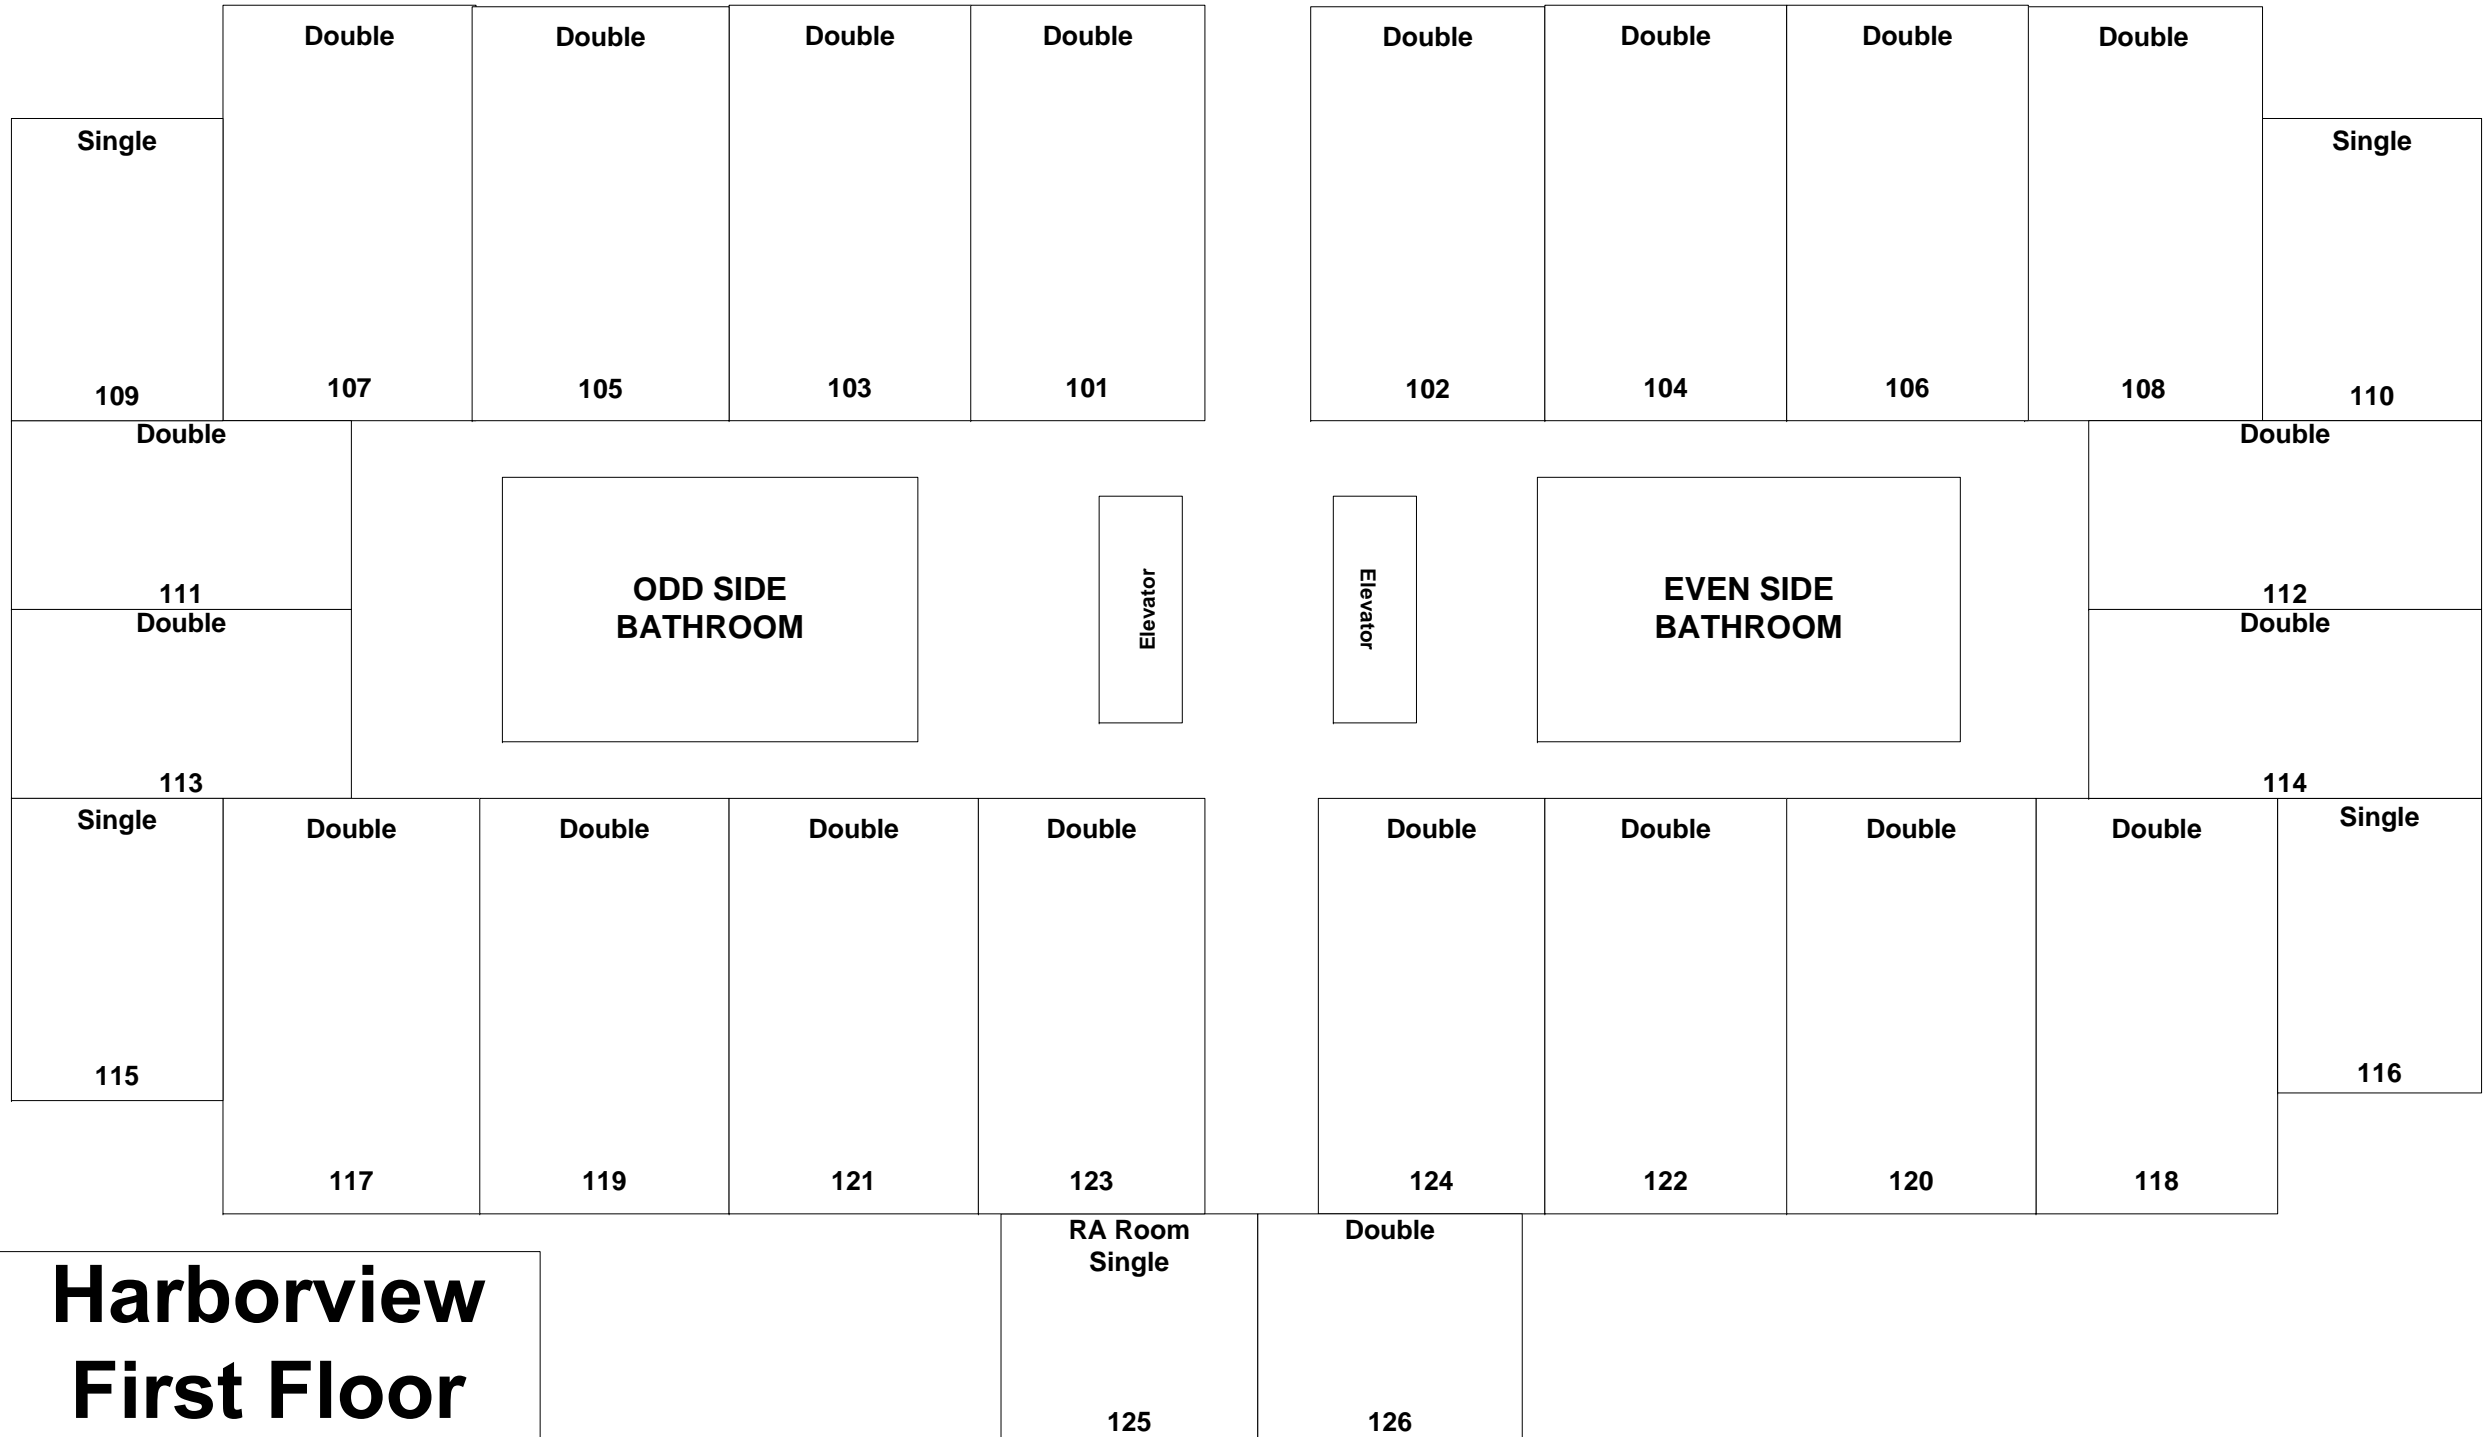 Double Double Double Double Double Double Double Double
Single Single
109 107 105 103 101 102 104 106 108 110
Double Double
111 112
ODD SIDE
BATHROOM
Elevator
Elevator
EVEN SIDE
BATHROOM
Double Double
113 114
Single Double Double Double Double Double Double Double Double Single
115 116
117 119 121 123 124 122 120 118
RA Room
Single
Double
125 126
Harborview
First Floor